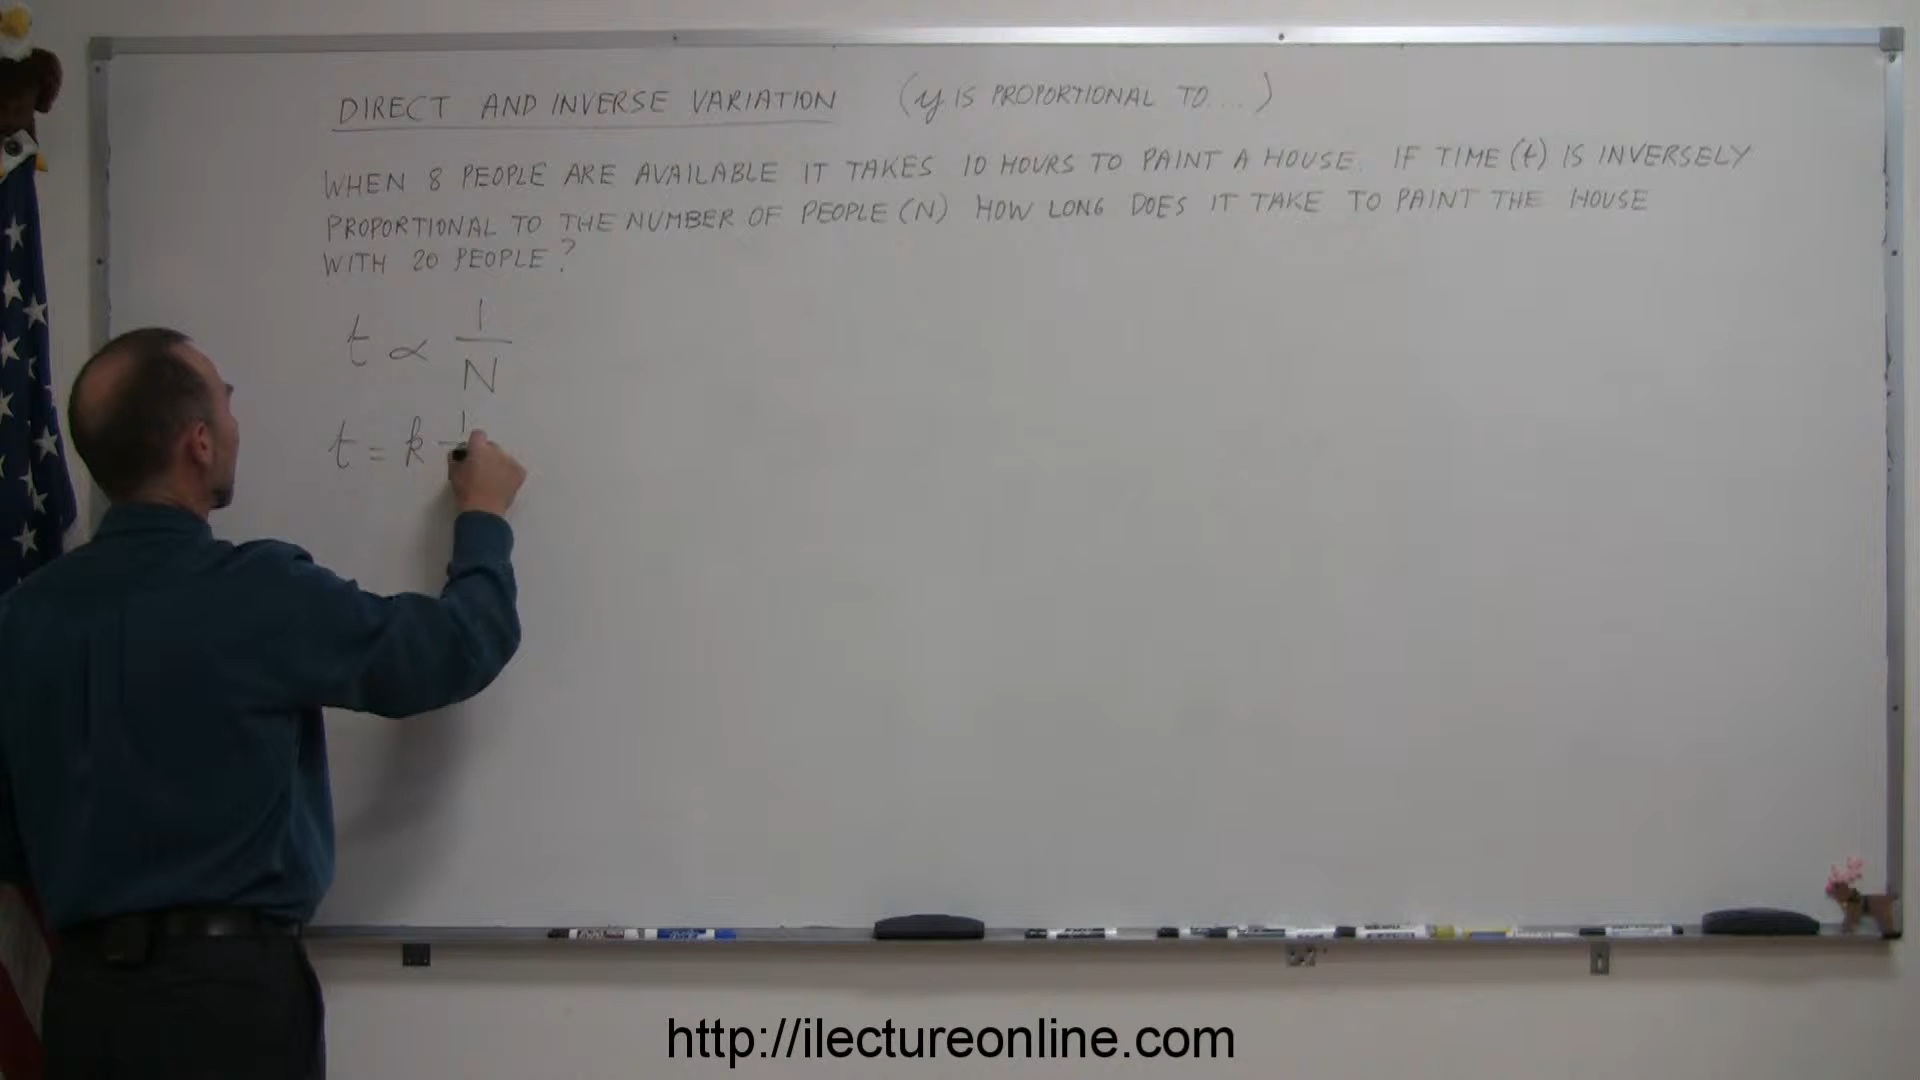 DIRECT AND INVERSE VARIATION (y IS PROPORTIONAL TO....)
WHEN 8 PEOPLE ARE AVAILABLE IT TAKES 10 HOURS TO PAINT A HOUSE. IF TIME (t) IS INVERSELY
PROPORTIONAL TO THE NUMBER OF PEOPLE (N) HOW LONG DOES IT TAKE TO PAINT THE HOUSE
WITH 20 PEOPLE?
t ∝ 1/N
t = k 1
http://ilectureonline.com